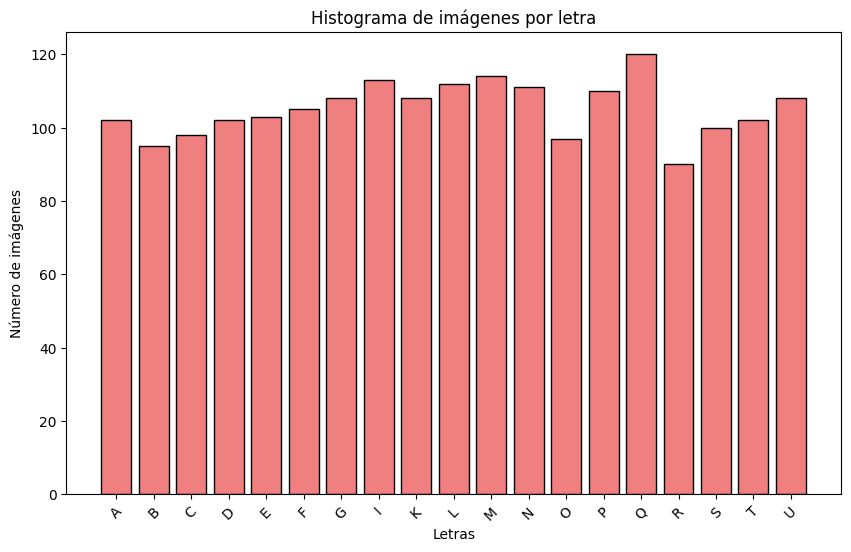 Histograma de imágenes por letra
Número de imágenes
120
100
80
60
40
20
0
A B C D E F G I K L M N O P Q R S T U
Letras